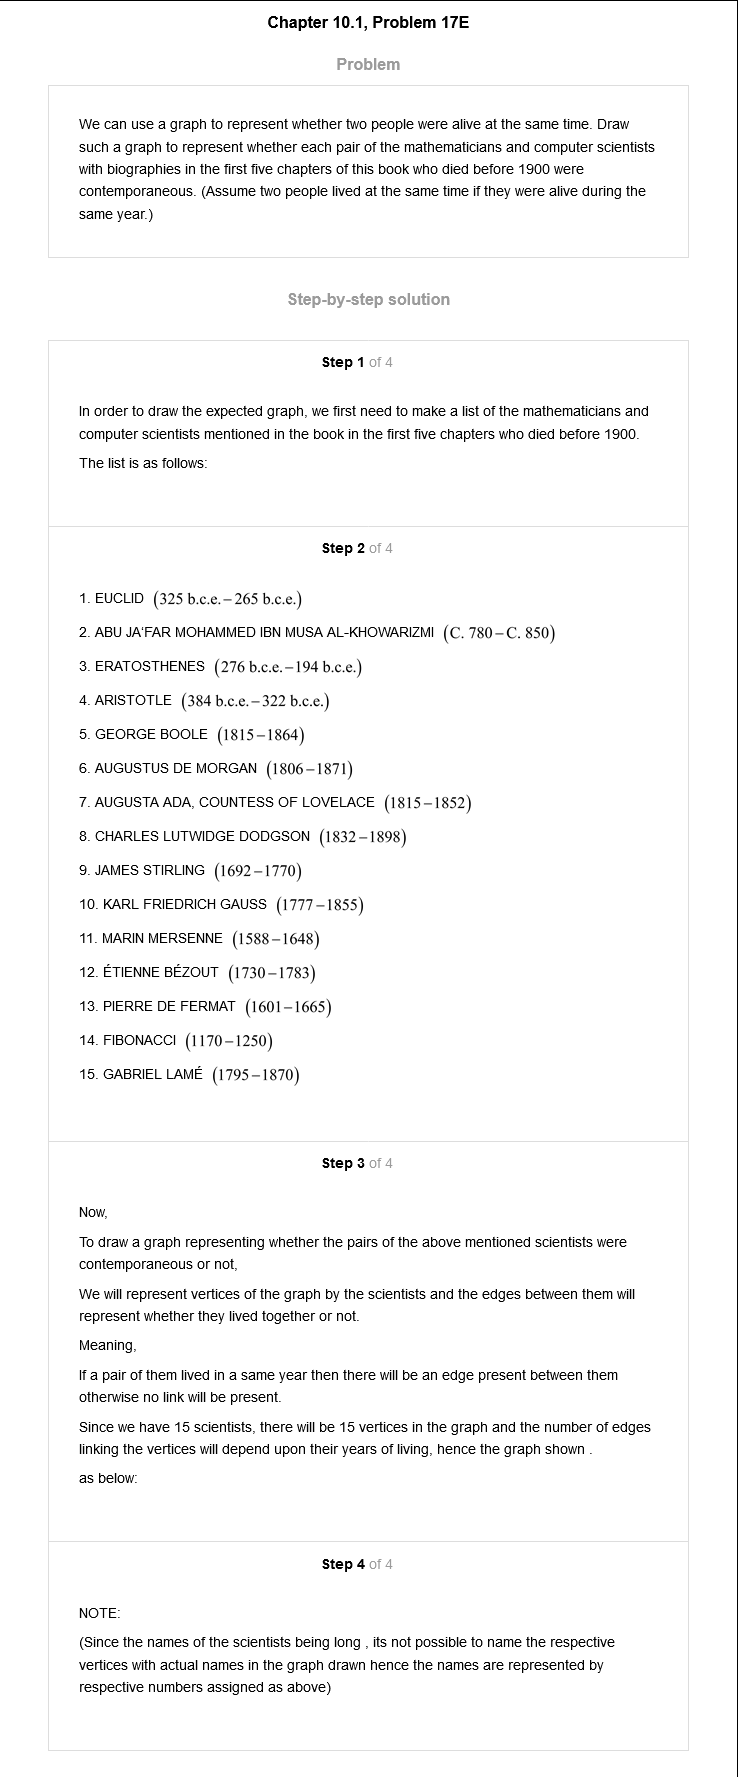 Chapter 10.1, Problem 17E
Problem
We can use a graph to represent whether two people were alive at the same time. Draw
such a graph to represent whether each pair of the mathematicians and computer scientists
with biographies in the first five chapters of this book who died before 1900 were
contemporaneous. (Assume two people lived at the same time if they were alive during the
same year.)
Step-by-step solution
Step 1 of 4
In order to draw the expected graph, we first need to make a list of the mathematicians and
computer scientists mentioned in the book in the first five chapters who died before 1900.
The list is as follows:
Step 2 of 4
1. EUCLID (325 b.c.e.–265 b.c.e.)
2. ABU JA‘FAR MOHAMMED IBN MUSA AL-KHOWARIZMI (C. 780–C. 850)
3. ERATOSTHENES (276 b.c.e.–194 b.c.e.)
4. ARISTOTLE (384 b.c.e.–322 b.c.e.)
5. GEORGE BOOLE (1815–1864)
6. AUGUSTUS DE MORGAN (1806–1871)
7. AUGUSTA ADA, COUNTESS OF LOVELACE (1815–1852)
8. CHARLES LUTWIDGE DODGSON (1832–1898)
9. JAMES STIRLING (1692–1770)
10. KARL FRIEDRICH GAUSS (1777–1855)
11. MARIN MERSENNE (1588–1648)
12. ÉTIENNE BÉZOUT (1730–1783)
13. PIERRE DE FERMAT (1601–1665)
14. FIBONACCI (1170–1250)
15. GABRIEL LAMÉ (1795–1870)
Step 3 of 4
Now,
To draw a graph representing whether the pairs of the above mentioned scientists were
contemporaneous or not,
We will represent vertices of the graph by the scientists and the edges between them will
represent whether they lived together or not.
Meaning,
If a pair of them lived in a same year then there will be an edge present between them
otherwise no link will be present.
Since we have 15 scientists, there will be 15 vertices in the graph and the number of edges
linking the vertices will depend upon their years of living, hence the graph shown .
as below:
Step 4 of 4
NOTE:
(Since the names of the scientists being long , its not possible to name the respective
vertices with actual names in the graph drawn hence the names are represented by
respective numbers assigned as above)